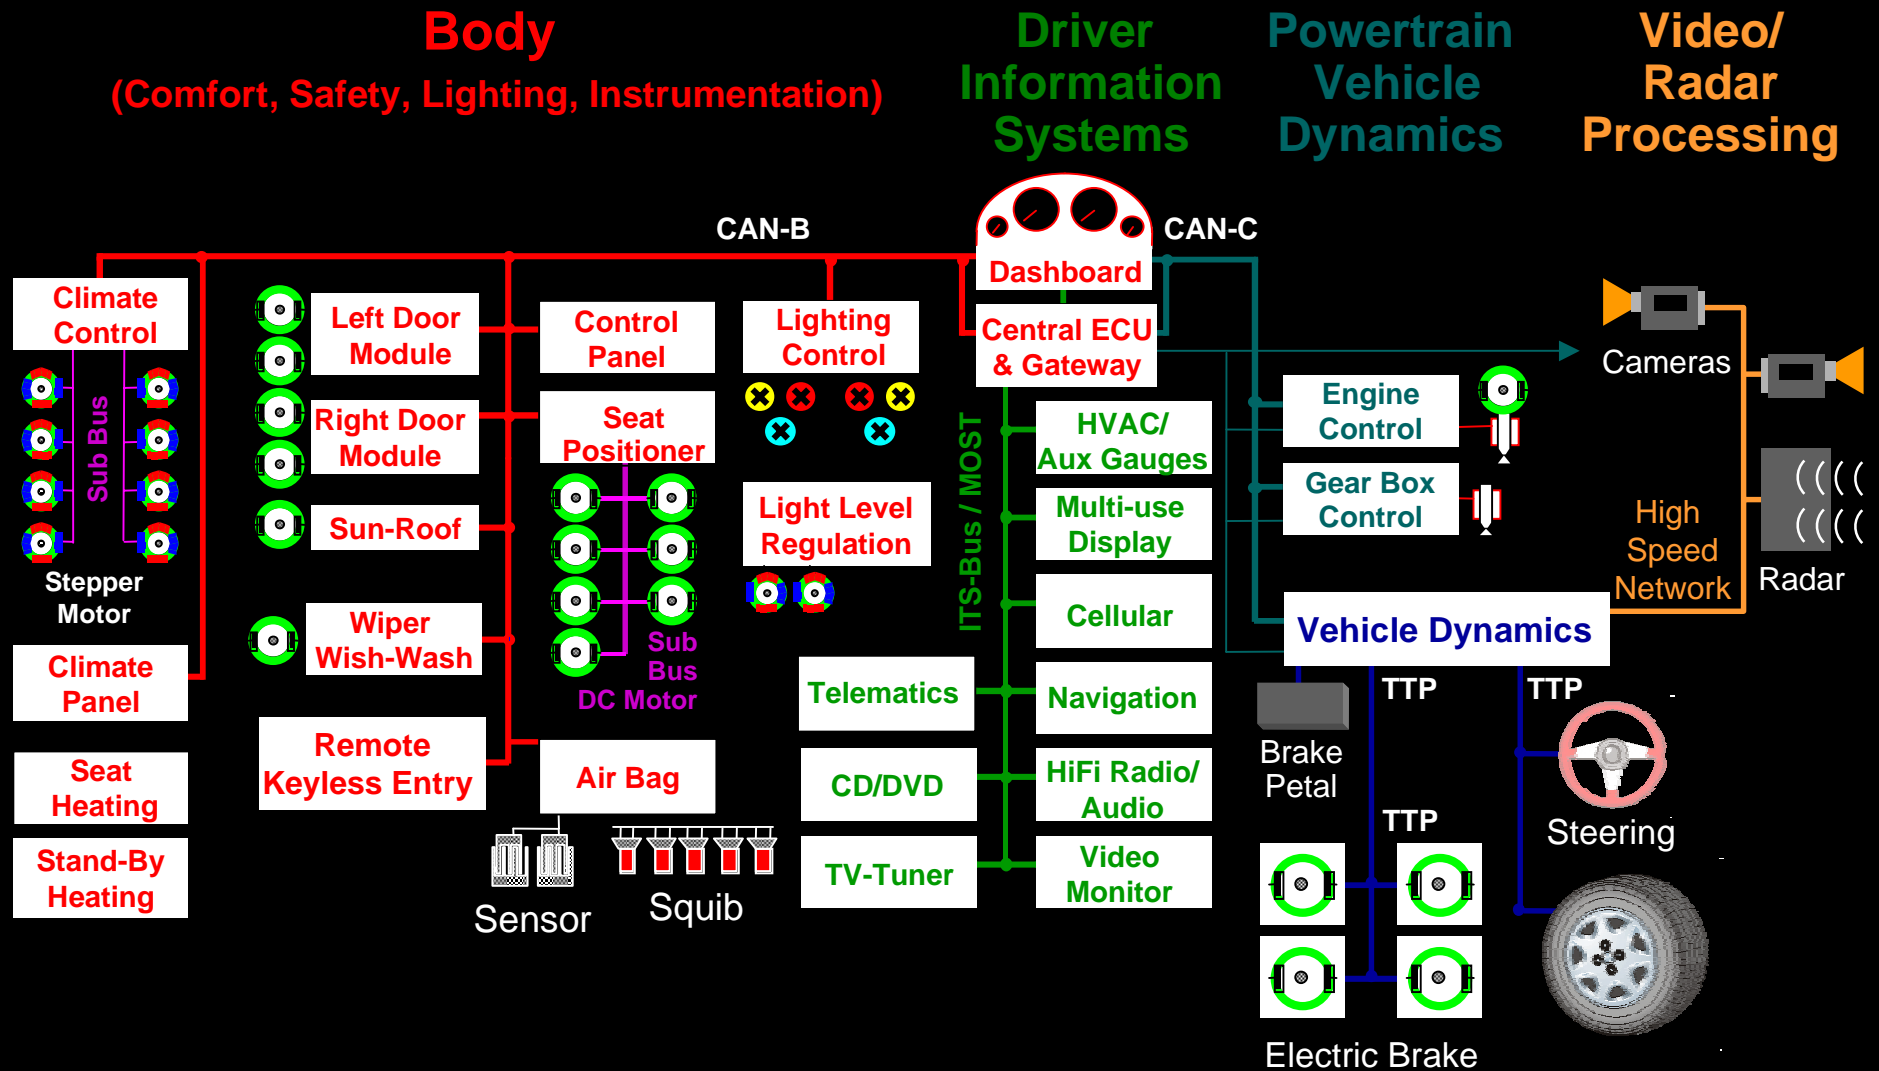 Body
(Comfort, Safety, Lighting, Instrumentation)
Driver
Information
Systems
Powertrain
Vehicle
Dynamics
Video/
Radar
Processing
CAN-B
CAN-C
Dashboard
Central ECU
& Gateway
Climate
Control
Sub Bus
Stepper
Motor
Climate
Panel
Seat
Heating
Stand-By
Heating
Left Door
Module
Right Door
Module
Sun-Roof
Wiper
Wish-Wash
Remote
Keyless Entry
Control
Panel
Seat
Positioner
Sub
Bus
DC Motor
Air Bag
Sensor
Squib
Lighting
Control
Light Level
Regulation
ITS-Bus / MOST
HVAC/
Aux Gauges
Multi-use
Display
Cellular
Telematics
Navigation
CD/DVD
HiFi Radio/
Audio
TV-Tuner
Video
Monitor
Engine
Control
Gear Box
Control
Vehicle Dynamics
TTP
TTP
Brake
Petal
TTP
Steering
Electric Brake
Cameras
High
Speed
Network
Radar